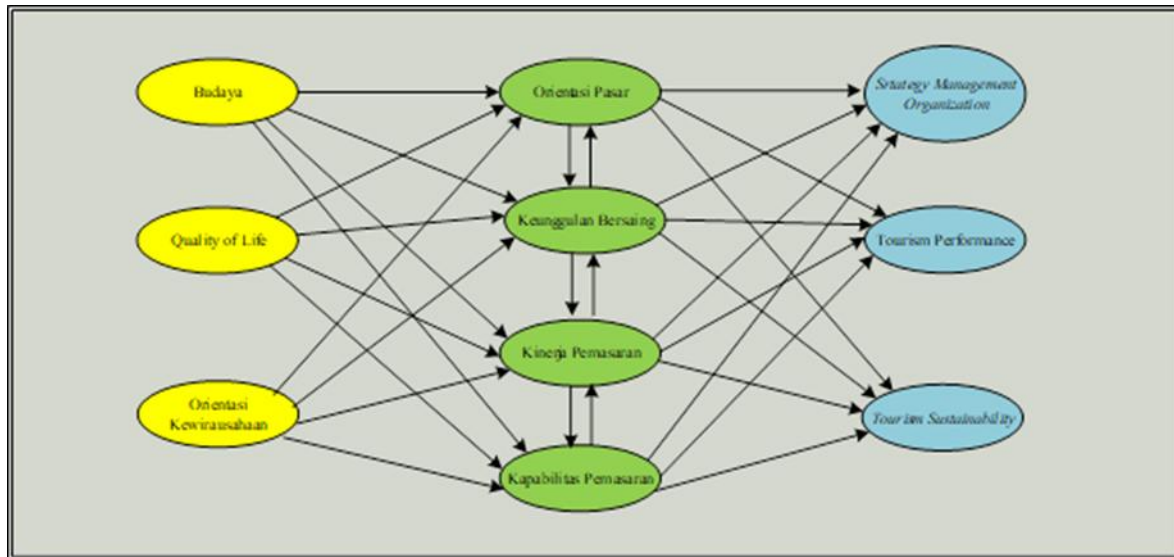 Budaya
Orientasi Pasar
Srtategy Management
Organization
Quality of Life
Keunggulan Bersaing
Tourism Performance
Kinerja Pemasaran
Orientasi
Kewirausahaan
Tourism Sustainability
Kapabilitas Pemasaran